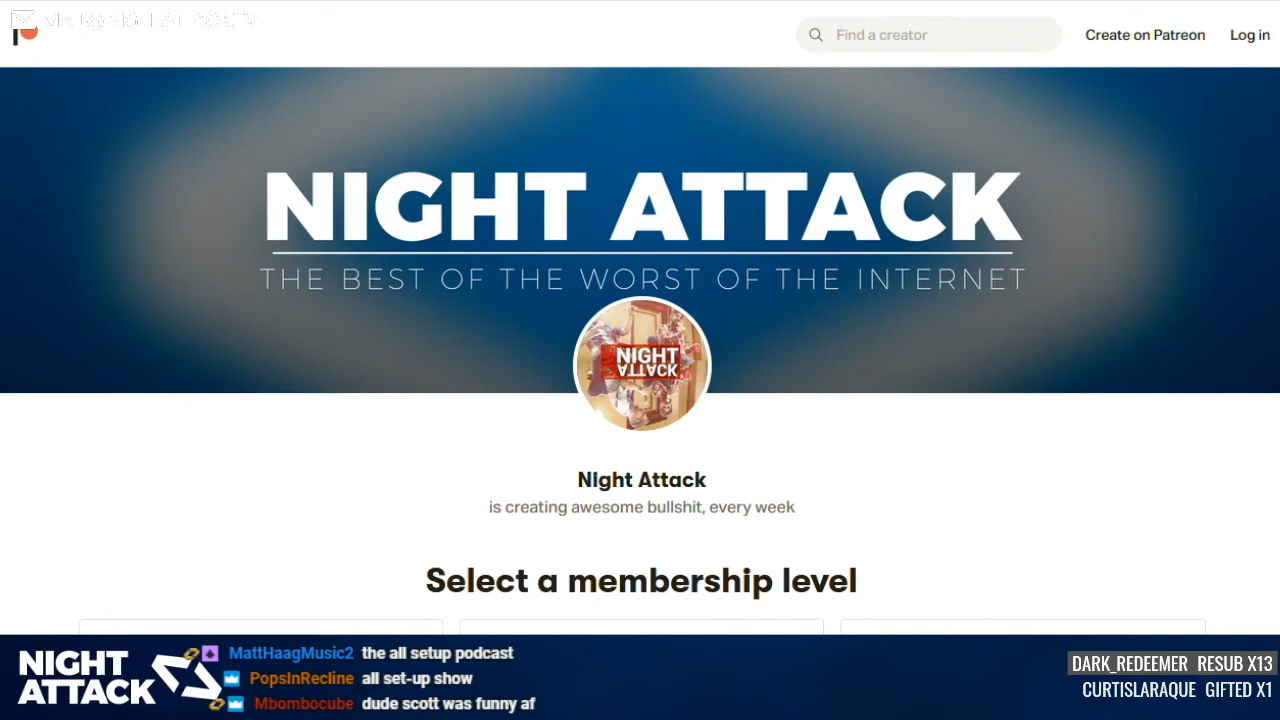 Find a creator
Create on Patreon
Log in
NIGHT ATTACK
THE BEST OF THE WORST OF THE INTERNET
LIVE
NIGHT
ATTACK
Night Attack
is creating awesome bullshit, every week
Select a membership level
NIGHT
ATTACK
MattHaagMusic2 the all setup podcast
PopsInRecline all set-up show
Mbombocube dude scott was funny af
DARK_REDEEMER RESUB X13
CURTISLARAQUE GIFTED X1